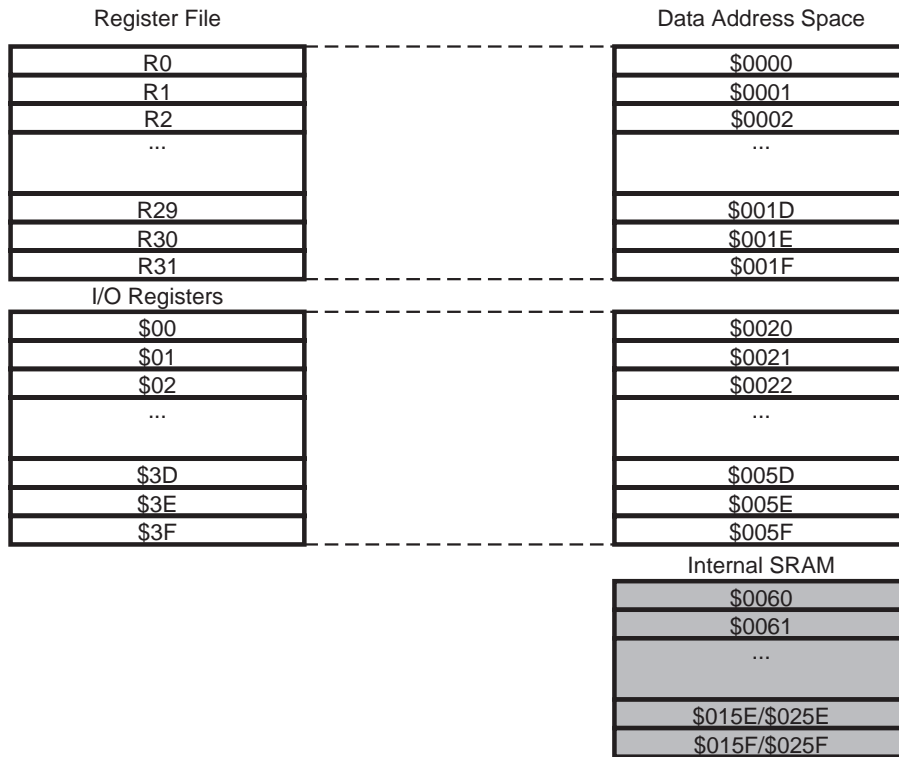 Register File Data Address Space
R0 $0000
R1 $0001
R2 $0002
... ...
R29 $001D
R30 $001E
R31 $001F
I/O Registers
$00 $0020
$01 $0021
$02 $0022
... ...
$3D $005D
$3E $005E
$3F $005F
Internal SRAM
$0060
$0061
...
$015E/$025E
$015F/$025F